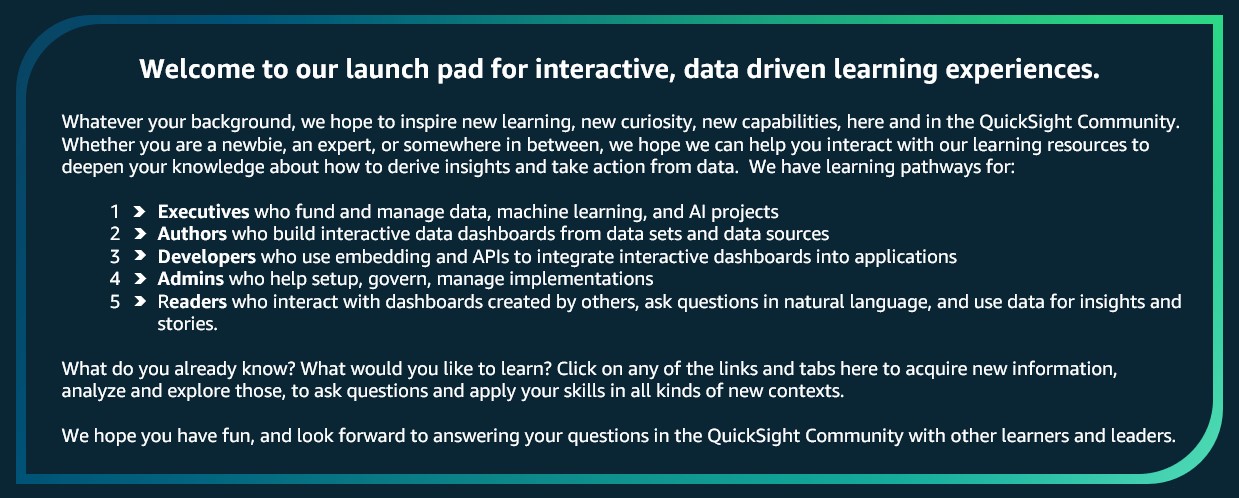 Welcome to our launch pad for interactive, data driven learning experiences.
Whatever your background, we hope to inspire new learning, new curiosity, new capabilities, here and in the QuickSight Community.
Whether you are a newbie, an expert, or somewhere in between, we hope we can help you interact with our learning resources to
deepen your knowledge about how to derive insights and take action from data.  We have learning pathways for:
1 Executives who fund and manage data, machine learning, and AI projects
2 Authors who build interactive data dashboards from data sets and data sources
3 Developers who use embedding and APIs to integrate interactive dashboards into applications
4 Admins who help setup, govern, manage implementations
5 Readers who interact with dashboards created by others, ask questions in natural language, and use data for insights and
stories.
What do you already know? What would you like to learn? Click on any of the links and tabs here to acquire new information,
analyze and explore those, to ask questions and apply your skills in all kinds of new contexts.
We hope you have fun, and look forward to answering your questions in the QuickSight Community with other learners and leaders.